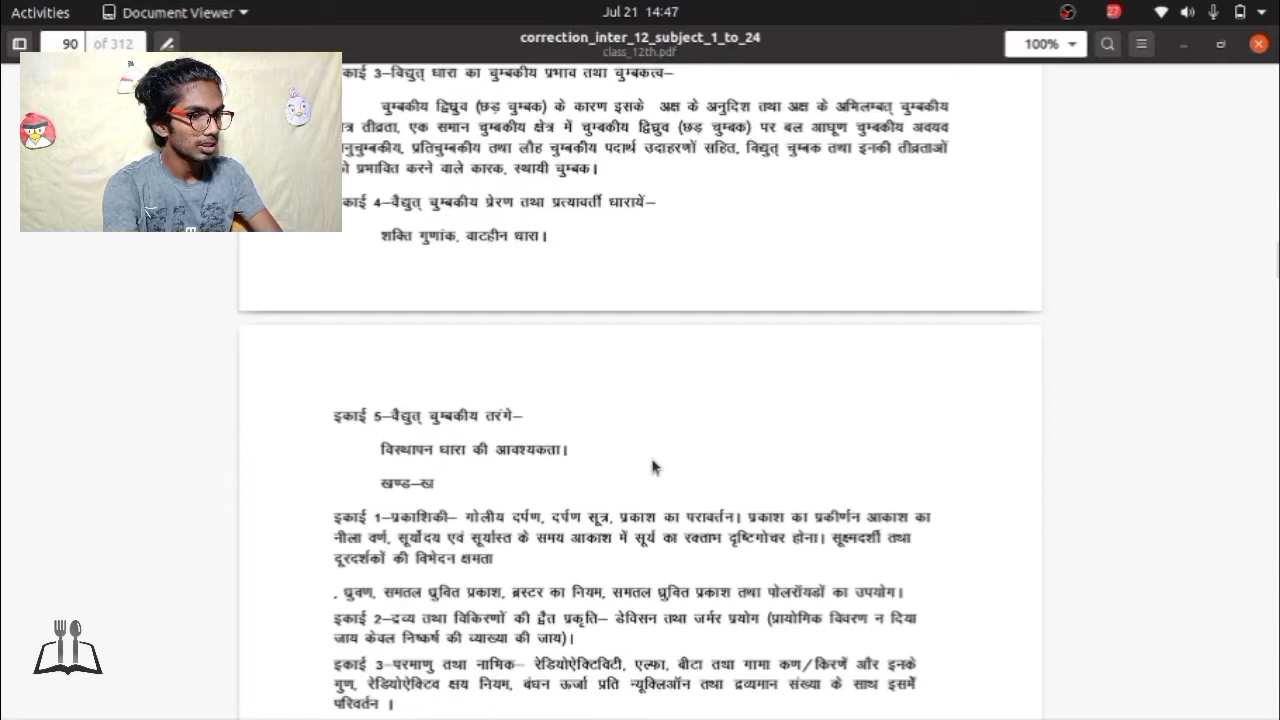 Activities
Document Viewer
Jul 21 14:47
27
90 of 312
correction_inter_12_subject_1_to_24
class_12th.pdf
100%
काई 3–विद्युत् धारा का चुम्बकीय प्रभाव तथा चुम्बकत्व–
चुम्बकीय द्विध्रुव (छड़ चुम्बक) के कारण इसके अक्ष के अनुदिश तथा अक्ष के अभिलम्बत् चुम्बकीय
त्र तीव्रता, एक समान चुम्बकीय क्षेत्र में चुम्बकीय द्विध्रुव (छड़ चुम्बक) पर बल आघूण चुम्बकीय अवयव
नुचुम्बकीय, प्रतिचुम्बकीय तथा लौह चुम्बकीय पदार्थ उदाहरणों सहित, विद्युत् चुम्बक तथा इनकी तीव्रताओं
को प्रभावित करने वाले कारक, स्थायी चुम्बक।
काई 4–वैद्युत् चुम्बकीय प्रेरण तथा प्रत्यावर्ती धारायें–
शक्ति गुणांक, वाटहीन धारा।
इकाई 5–वैद्युत् चुम्बकीय तरंगे–
विस्थापन धारा की आवश्यकता।
खण्ड–ख
इकाई 1–प्रकाशिकी– गोलीय दर्पण, दर्पण सूत्र, प्रकाश का परावर्तन। प्रकाश का प्रकीर्णन आकाश का
नीला वर्ण, सूर्योदय एवं सूर्यास्त के समय आकाश में सूर्य का रक्ताभ दृष्टिगोचर होना। सूक्ष्मदर्शी तथा
दूरदर्शकों की विभेदन क्षमता
, ध्रुवण, समतल ध्रुवित प्रकाश, ब्रस्टर का नियम, समतल ध्रुवित प्रकाश तथा पोलरॉयडों का उपयोग।
इकाई 2–द्रव्य तथा विकिरणों की द्वैत प्रकृति– डेविसन तथा जर्मर प्रयोग (प्रायोगिक विवरण न दिया
जाय केवल निष्कर्ष की व्याख्या की जाय)।
इकाई 3–परमाणु तथा नाभिक– रेडियोऐक्टिविटी, एल्फा, बीटा तथा गामा कण/किरणें और इनके
गुण, रेडियोऐक्टिव क्षय नियम, बंघन ऊर्जा प्रति न्यूक्लिऑन तथा द्रव्यमान संख्या के साथ इसमें
परिवर्तन ।